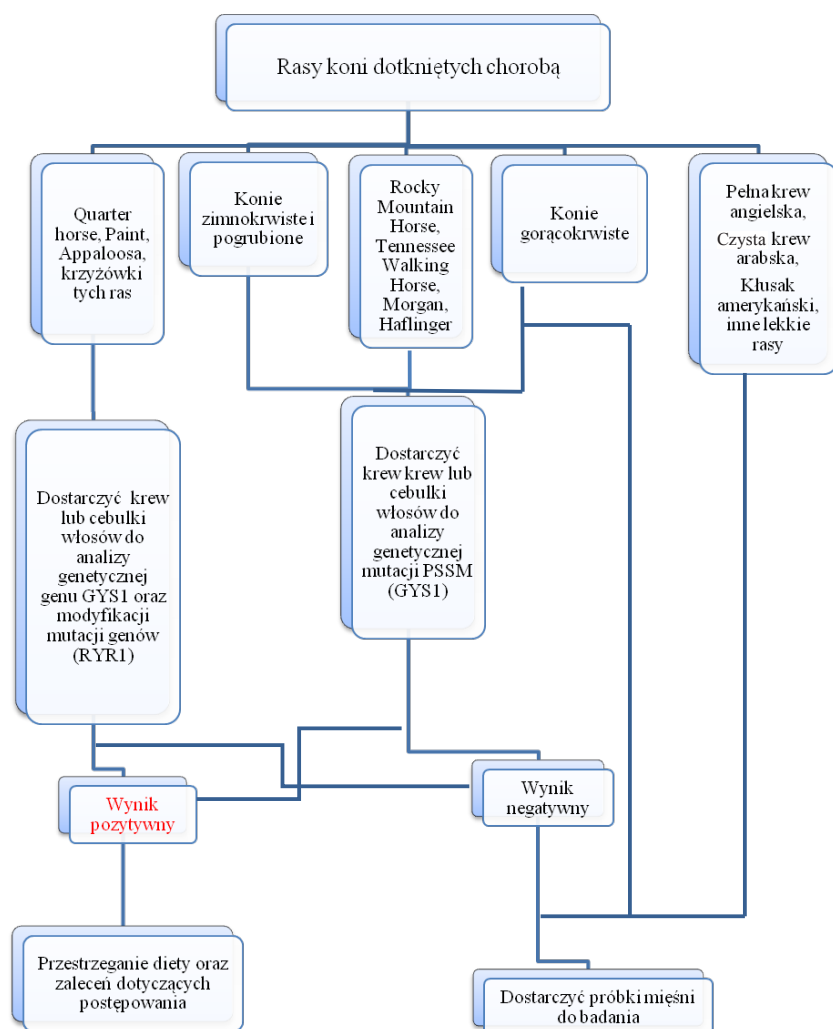 Rasy koni dotkniętych chorobą
Quarter
horse, Paint,
Appaloosa,
krzyżówki
tych ras
Konie
zimnokrwiste i
pogrubione
Rocky
Mountain
Horse,
Tennessee
Walking
Horse,
Morgan,
Haflinger
Konie
gorącokrwiste
Pełna krew
angielska,
Czysta krew
arabska,
Kłusak
amerykański,
inne lekkie
rasy
Dostarczyć krew
lub cebulki
włosów do
analizy
genetycznej
genu GYS1 oraz
modyfikacji
mutacji genów
(RYR1)
Dostarczyć
krew krew lub
cebulki
włosów do
analizy
genetycznej
mutacji PSSM
(GYS1)
Wynik
pozytywny
Wynik
negatywny
Przestrzeganie diety oraz
zaleceń dotyczących
postępowania
Dostarczyć próbki mięśni
do badania